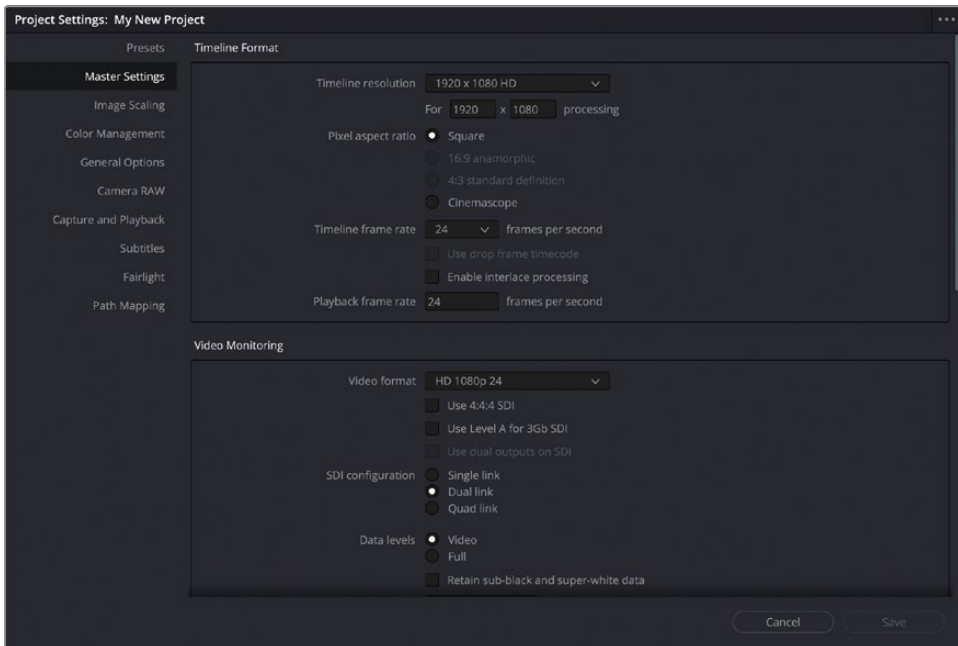 Project Settings: My New Project
Presets
Master Settings
Image Scaling
Color Management
General Options
Camera RAW
Capture and Playback
Subtitles
Fairlight
Path Mapping
Timeline Format
Timeline resolution 1920 x 1080 HD
For 1920 x 1080 processing
Pixel aspect ratio Square
16:9 anamorphic
4:3 standard definition
Cinemascope
Timeline frame rate 24 frames per second
Use drop frame timecode
Enable interlace processing
Playback frame rate 24 frames per second
Video Monitoring
Video format HD 1080p 24
Use 4:4:4 SDI
Use Level A for 3Gb SDI
Use dual outputs on SDI
SDI configuration Single link
Dual link
Quad link
Data levels Video
Full
Retain sub-black and super-white data
Cancel Save